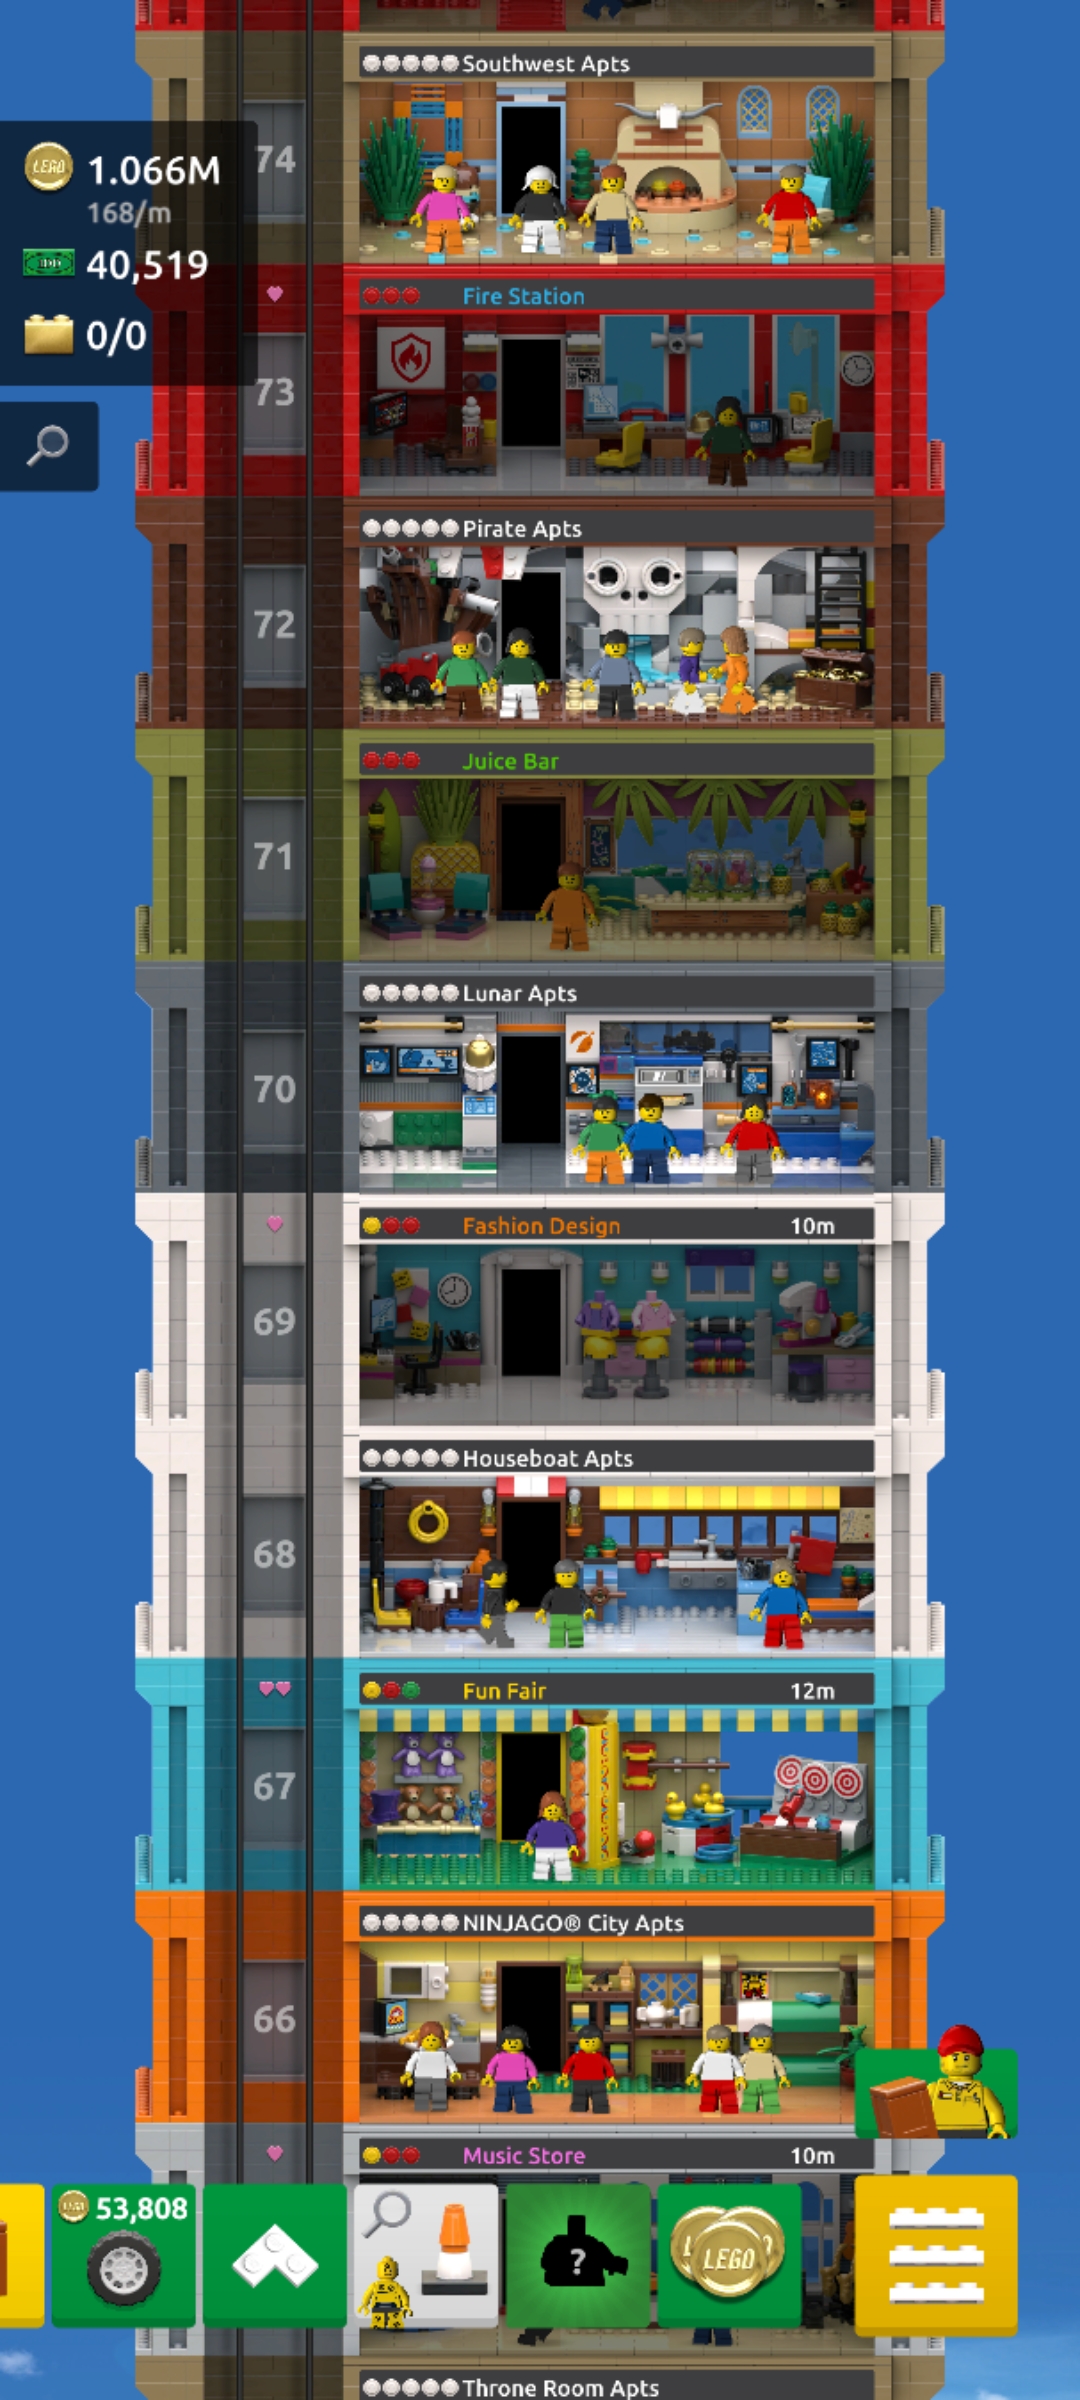 Southwest Apts
74
LEGO 1.066M
168/m
40,519
0/0
Fire Station
73
Pirate Apts
72
Juice Bar
71
Lunar Apts
70
Fashion Design 10m
69
Houseboat Apts
68
Fun Fair 12m
67
NINJAGO® City Apts
66
Music Store 10m
53,808
?
LEGO
Throne Room Apts